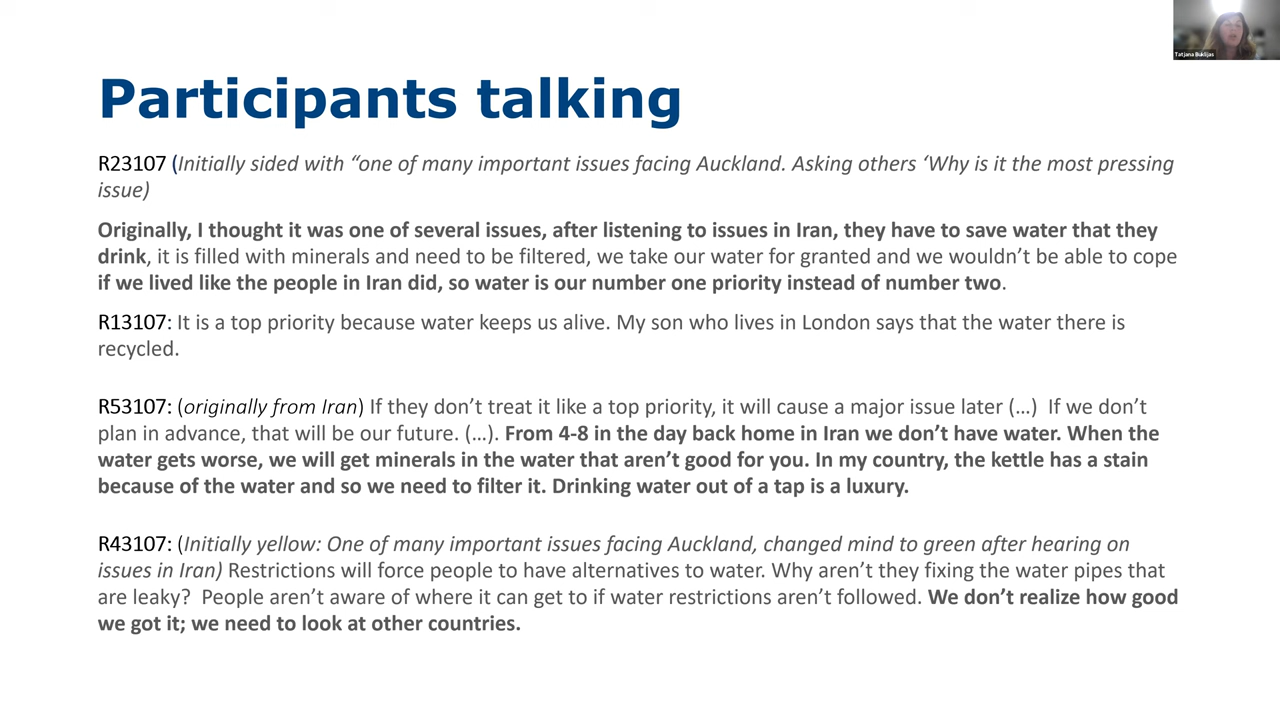 Tatjana Buklijas
Participants talking
R23107 (Initially sided with “one of many important issues facing Auckland. Asking others ‘Why is it the most pressing
issue)
Originally, I thought it was one of several issues, after listening to issues in Iran, they have to save water that they
drink, it is filled with minerals and need to be filtered, we take our water for granted and we wouldn’t be able to cope
if we lived like the people in Iran did, so water is our number one priority instead of number two.
R13107: It is a top priority because water keeps us alive. My son who lives in London says that the water there is
recycled.
R53107: (originally from Iran) If they don’t treat it like a top priority, it will cause a major issue later (…)  If we don’t
plan in advance, that will be our future. (…). From 4-8 in the day back home in Iran we don’t have water. When the
water gets worse, we will get minerals in the water that aren’t good for you. In my country, the kettle has a stain
because of the water and so we need to filter it. Drinking water out of a tap is a luxury.
R43107: (Initially yellow: One of many important issues facing Auckland, changed mind to green after hearing on
issues in Iran) Restrictions will force people to have alternatives to water. Why aren’t they fixing the water pipes that
are leaky?  People aren’t aware of where it can get to if water restrictions aren’t followed. We don’t realize how good
we got it; we need to look at other countries.